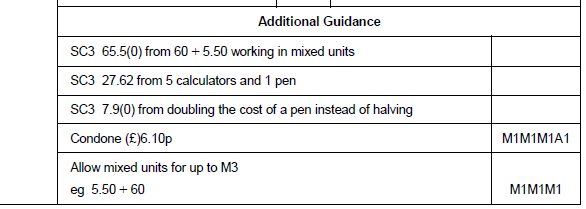 Additional Guidance
SC3 65.5(0) from 60 + 5.50 working in mixed units
SC3 27.62 from 5 calculators and 1 pen
SC3 7.9(0) from doubling the cost of a pen instead of halving
Condone (£)6.10p M1M1M1A1
Allow mixed units for up to M3
eg 5.50 + 60 M1M1M1